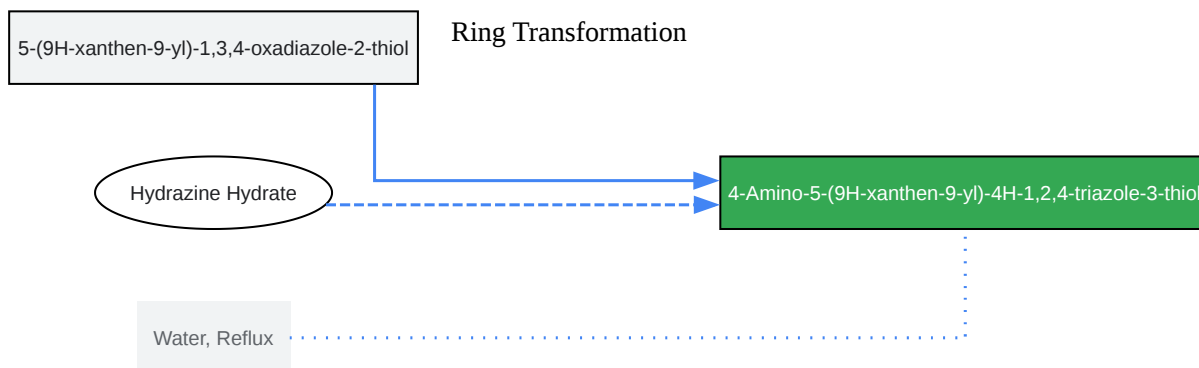 5-(9H-xanthen-9-yl)-1,3,4-oxadiazole-2-thiol
Ring Transformation
Hydrazine Hydrate
4-Amino-5-(9H-xanthen-9-yl)-4H-1,2,4-triazole-3-thiol
Water, Reflux